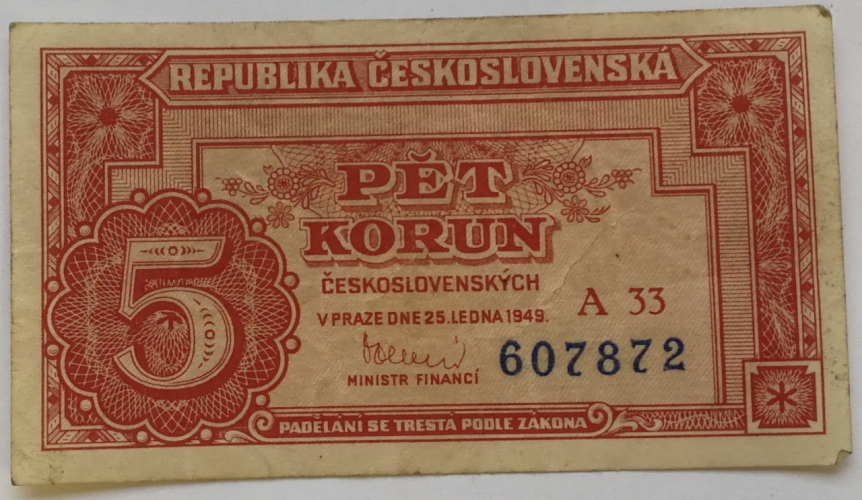 REPUBLIKA ČESKOSLOVENSKÁ
PĚT
KORUN
ČESKOSLOVENSKÝCH
V PRAZE DNE 25. LEDNA 1949.
A 33
607872
MINISTR FINANCÍ
5
PADĚLÁNÍ SE TRESTÁ PODLE ZÁKONA